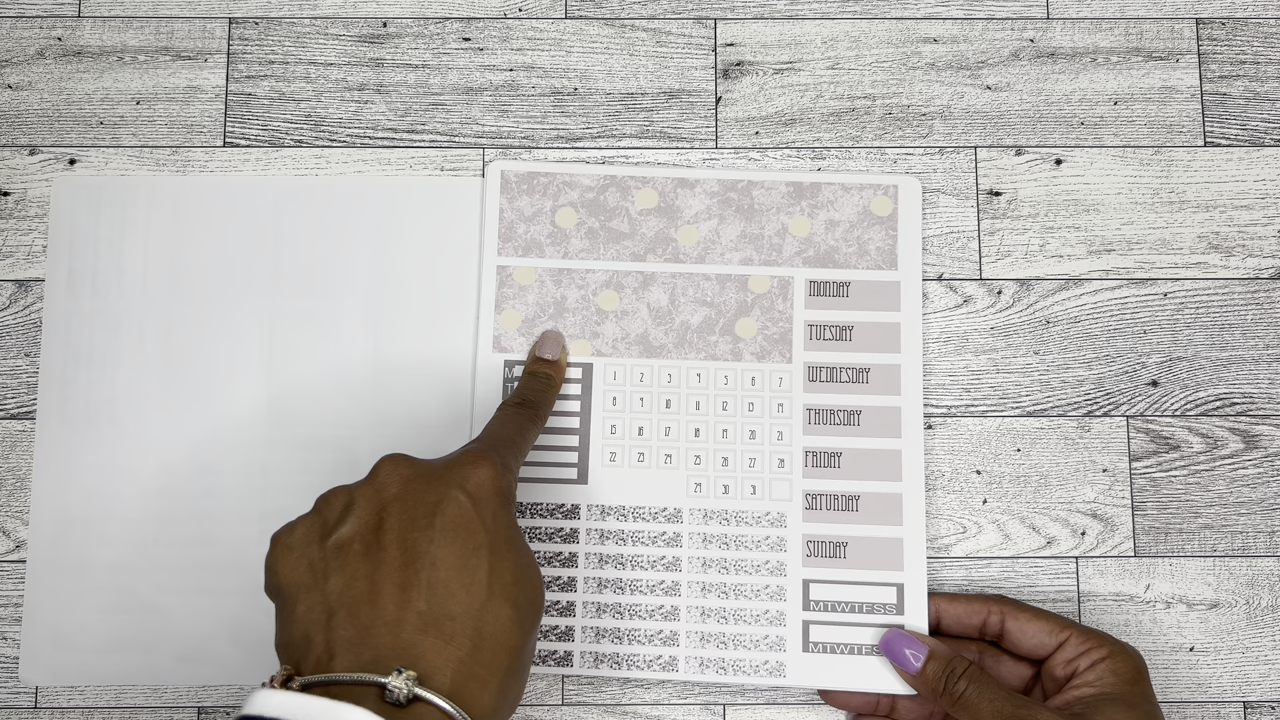 MONDAY
TUESDAY
WEDNESDAY
THURSDAY
FRIDAY
SATURDAY
SUNDAY
M
T
1 2 3 4 5 6 7
8 9 10 11 12 13 14
15 16 17 18 19 20 21
22 23 24 25 26 27 28
29 30 31
MTWTFSS
MTWTFS